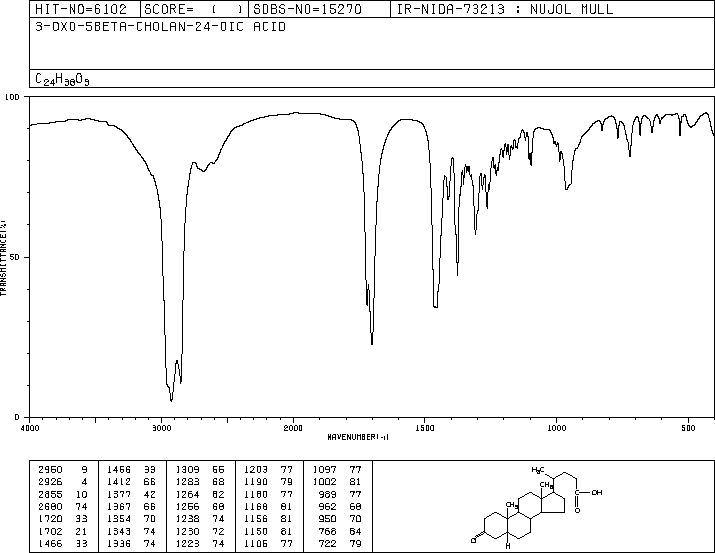 HIT-NO=6102 SCORE= ( ) SDBS-NO=15270 IR-NIDA-73213 : NUJOL MULL
3-OXO-5BETA-CHOLAN-24-OIC ACID
C24H36O3
100
50
0
TRANSMITTANCE(%)
4000 3000 2000 1500 1000 500
WAVENUMBER(-1)
2960 9 1456 39 1309 66 1203 77 1097 77
2926 4 1412 66 1283 68 1190 79 1002 81
2855 10 1377 42 1264 62 1180 77 989 77
2680 74 1367 66 1256 68 1168 81 962 68
1720 33 1354 70 1238 74 1156 81 950 70
1702 21 1343 74 1230 72 1150 81 768 84
1466 33 1336 74 1223 74 1106 77 722 79
H3C
CH3
CH3
C OH
O
O
H